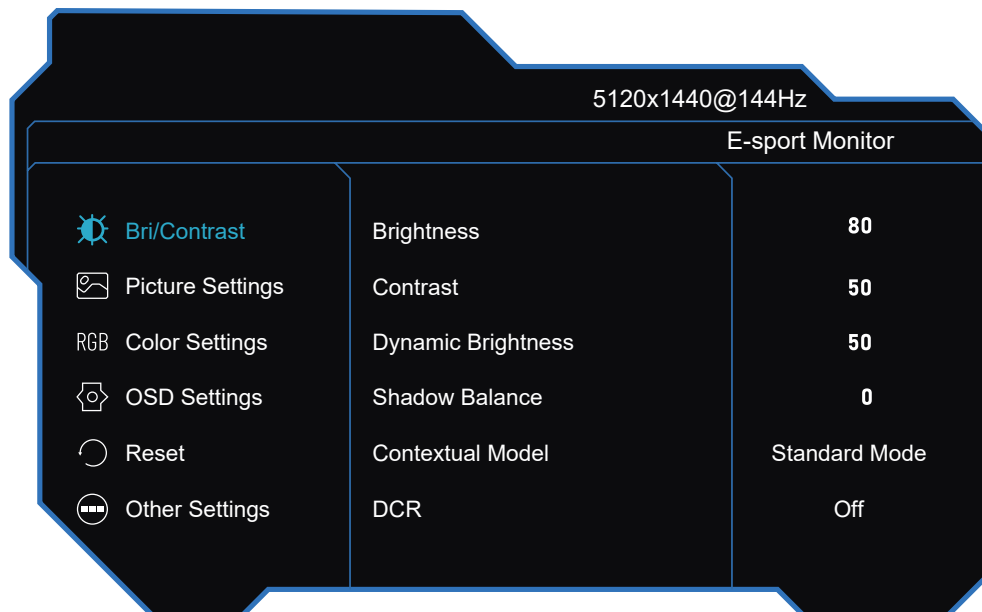 5120x1440@144Hz
E-sport Monitor
Bri/Contrast Brightness 80
Picture Settings Contrast 50
RGB Color Settings Dynamic Brightness 50
OSD Settings Shadow Balance 0
Reset Contextual Model Standard Mode
Other Settings DCR Off